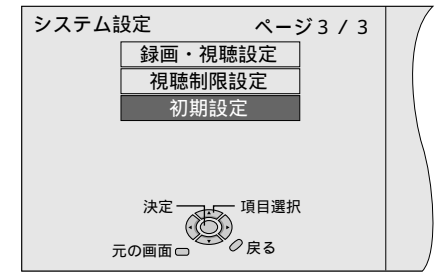 システム設定 ページ3 / 3
録画・視聴設定
視聴制限設定
初期設定
決定 項目選択
元の画面 戻る